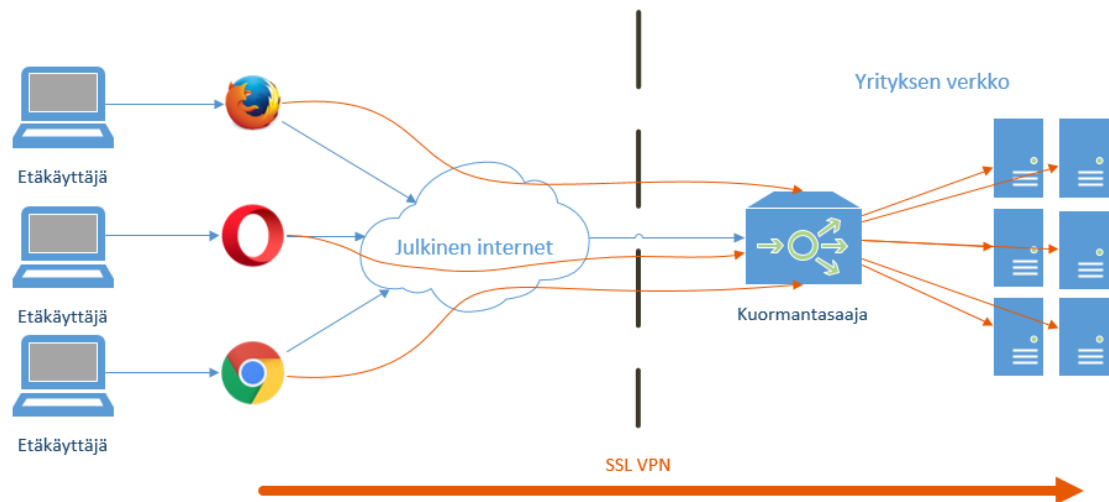 Yrityksen verkko
Etäkäyttäjä
Julkinen internet
Etäkäyttäjä
Kuormantasaaja
Etäkäyttäjä
SSL VPN